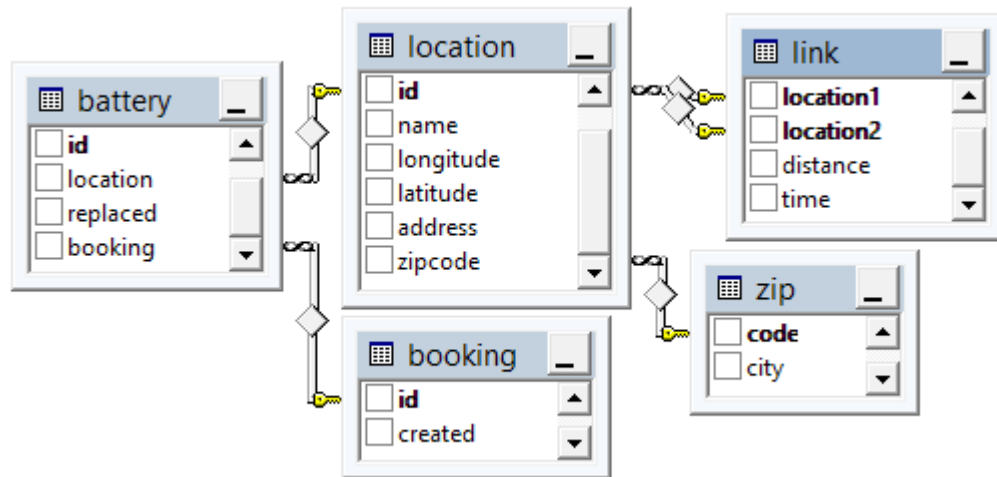 battery
id
location
replaced
booking
location
id
name
longitude
latitude
address
zipcode
link
location1
location2
distance
time
booking
id
created
zip
code
city